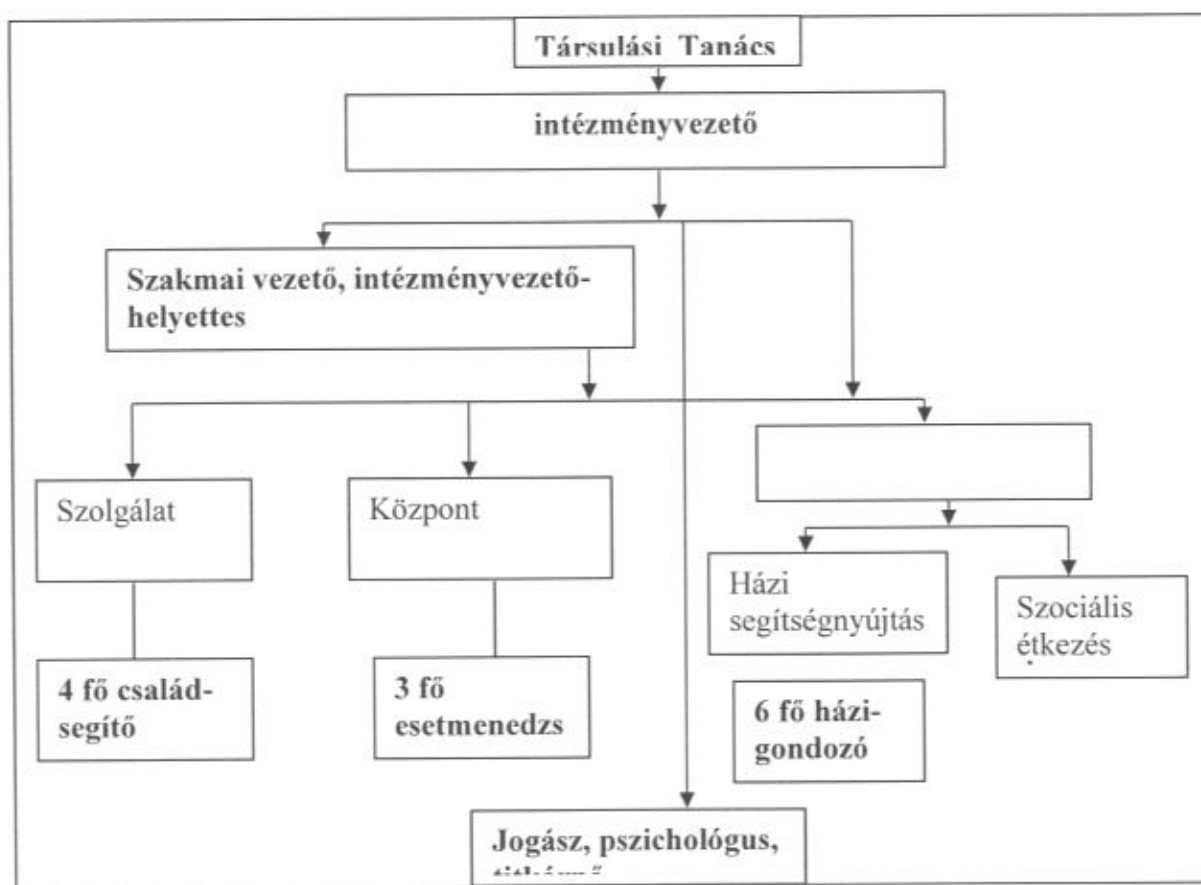 Társulási Tanács
intézményvezető
Szakmai vezető, intézményvezető-
helyettes
Szolgálat
Központ
Házi
segítségnyújtás
Szociális
étkezés
4 fő család-
segítő
3 fő
esetmenedzs
6 fő házi-
gondozó
Jogász, pszichológus,